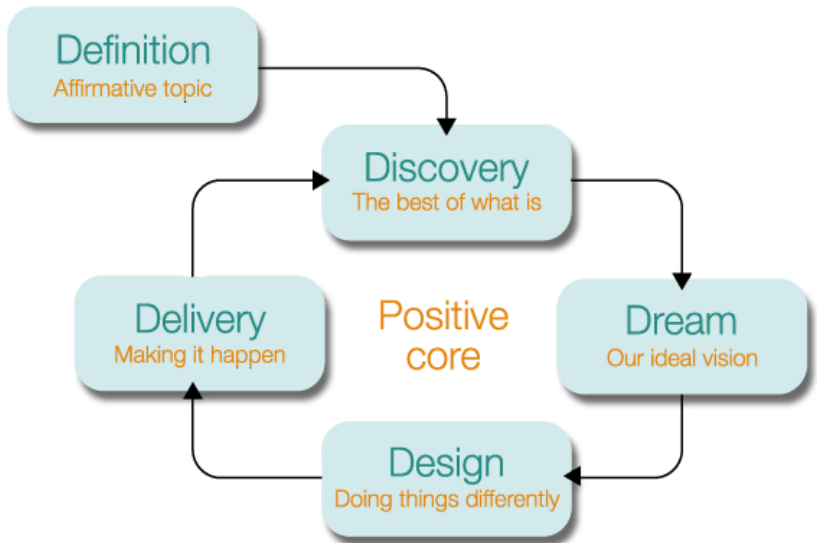 Definition
Affirmative topic
Discovery
The best of what is
Dream
Our ideal vision
Design
Doing things differently
Delivery
Making it happen
Positive
core